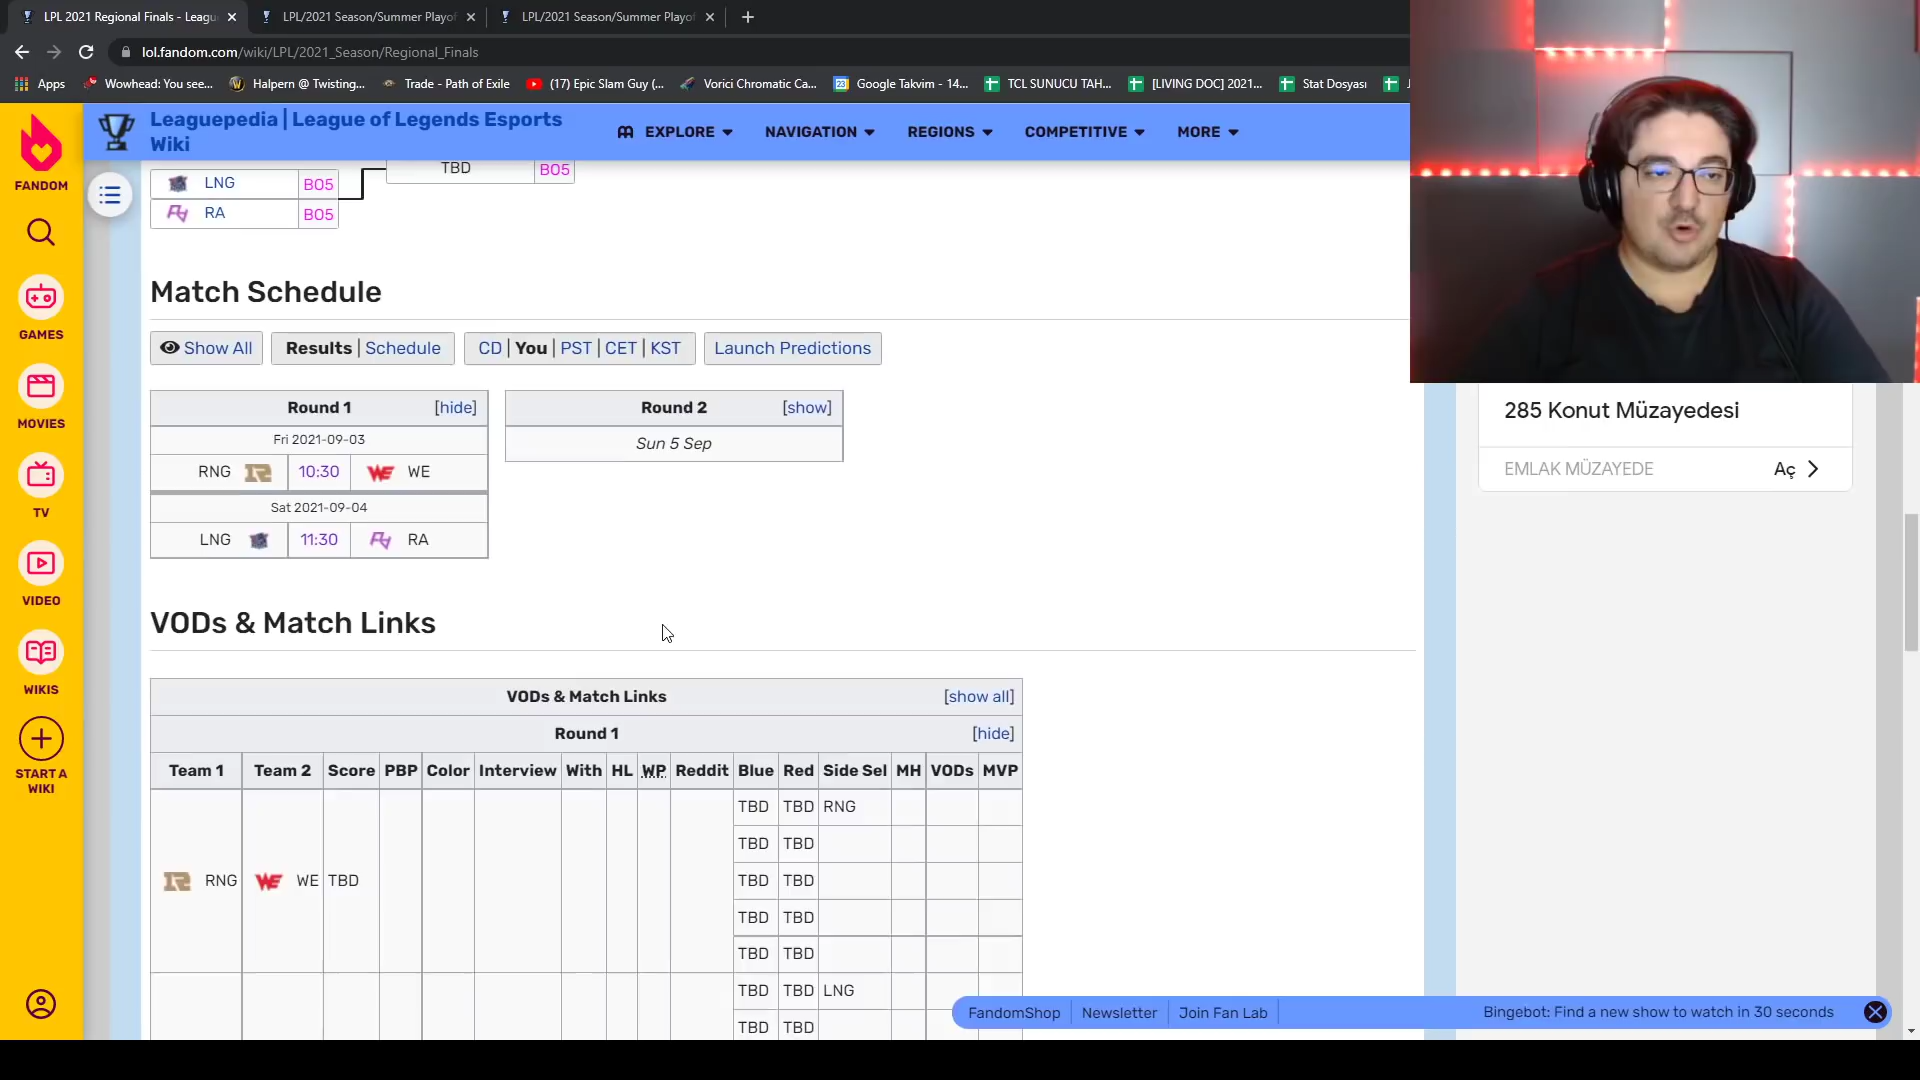 LPL 2021 Regional Finals - Leagu
LPL/2021 Season/Summer Playof
LPL/2021 Season/Summer Playof
lol.fandom.com/wiki/LPL/2021_Season/Regional_Finals
Apps
Wowhead: You see...
Halpern @ Twisting...
Trade - Path of Exile
(17) Epic Slam Guy (...
Vorici Chromatic Ca...
Google Takvim - 14...
TCL SUNUCU TAH...
[LIVING DOC] 2021...
Stat Dosyası
FANDOM
GAMES
MOVIES
TV
VIDEO
WIKIS
START A
WIKI
Leaguepedia | League of Legends Esports
Wiki
EXPLORE
NAVIGATION
REGIONS
COMPETITIVE
MORE
TBD BO5
LNG BO5
RA BO5
Match Schedule
Show All
Results | Schedule
CD | You | PST | CET | KST
Launch Predictions
Round 1 [hide]
Fri 2021-09-03
RNG 10:30 WE
Sat 2021-09-04
LNG 11:30 RA
Round 2 [show]
Sun 5 Sep
VODs & Match Links
VODs & Match Links [show all]
Round 1 [hide]
Team 1 Team 2 Score PBP Color Interview With HL WP Reddit Blue Red Side Sel MH VODs MVP
TBD TBD RNG
TBD TBD
RNG WE TBD TBD TBD
TBD TBD
TBD TBD
TBD TBD LNG
TBD TBD
285 Konut Müzayedesi
EMLAK MÜZAYEDE
Aç
FandomShop
Newsletter
Join Fan Lab
Bingebot: Find a new show to watch in 30 seconds